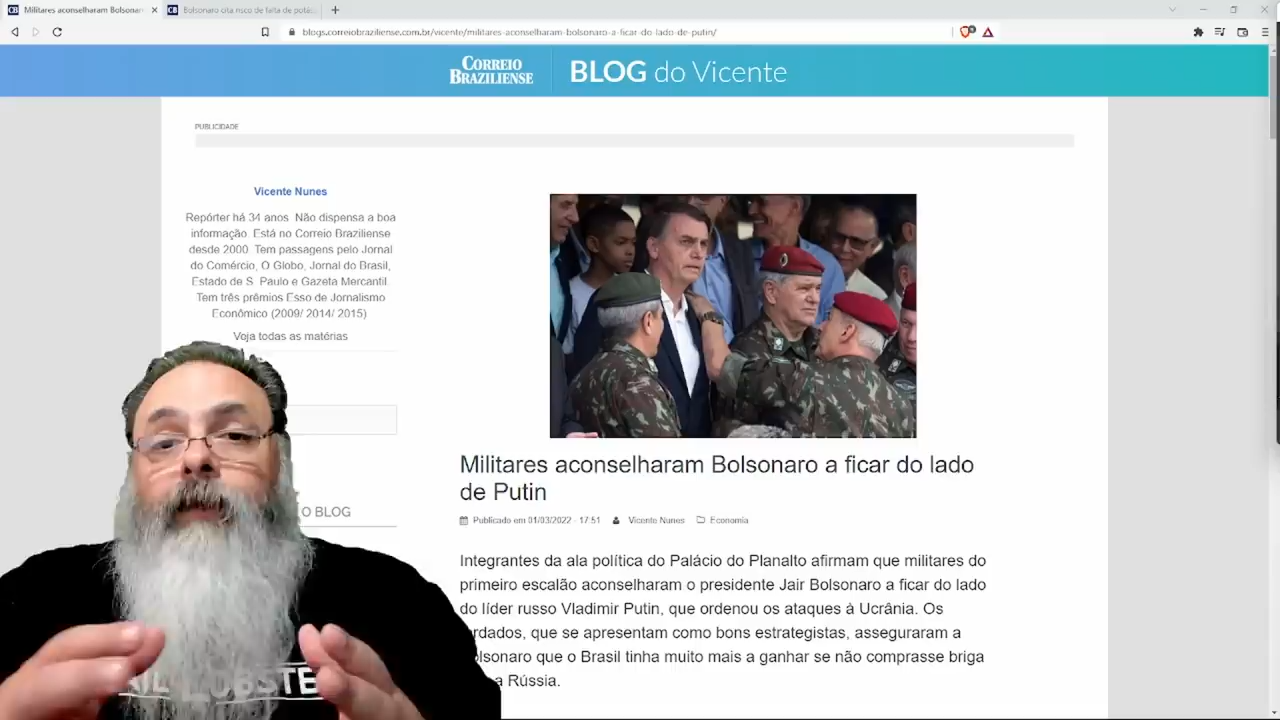 Militares aconselharam Bolsonar
Bolsonaro cita risco de falta de potás
blogs.correiobraziliense.com.br/vicente/militares-aconselharam-bolsonaro-a-ficar-do-lado-de-putin/
CORREIO
BRAZILIENSE
BLOG do Vicente
PUBLICIDADE
Vicente Nunes
Repórter há 34 anos. Não dispensa a boa
informação. Está no Correio Braziliense
desde 2000. Tem passagens pelo Jornal
do Comércio, O Globo, Jornal do Brasil,
Estado de S. Paulo e Gazeta Mercantil.
Tem três prêmios Esso de Jornalismo
Econômico (2009/ 2014/ 2015)
Voja todas as matérias
O BLOG
Militares aconselharam Bolsonaro a ficar do lado
de Putin
Publicado em 01/03/2022 - 17:51 Vicente Nunes Economia
Integrantes da ala política do Palácio do Planalto afirmam que militares do
primeiro escalão aconselharam o presidente Jair Bolsonaro a ficar do lado
do líder russo Vladimir Putin, que ordenou os ataques à Ucrânia. Os
rdados, que se apresentam como bons estrategistas, asseguraram a
olsonaro que o Brasil tinha muito mais a ganhar se não comprasse briga
a Rússia.